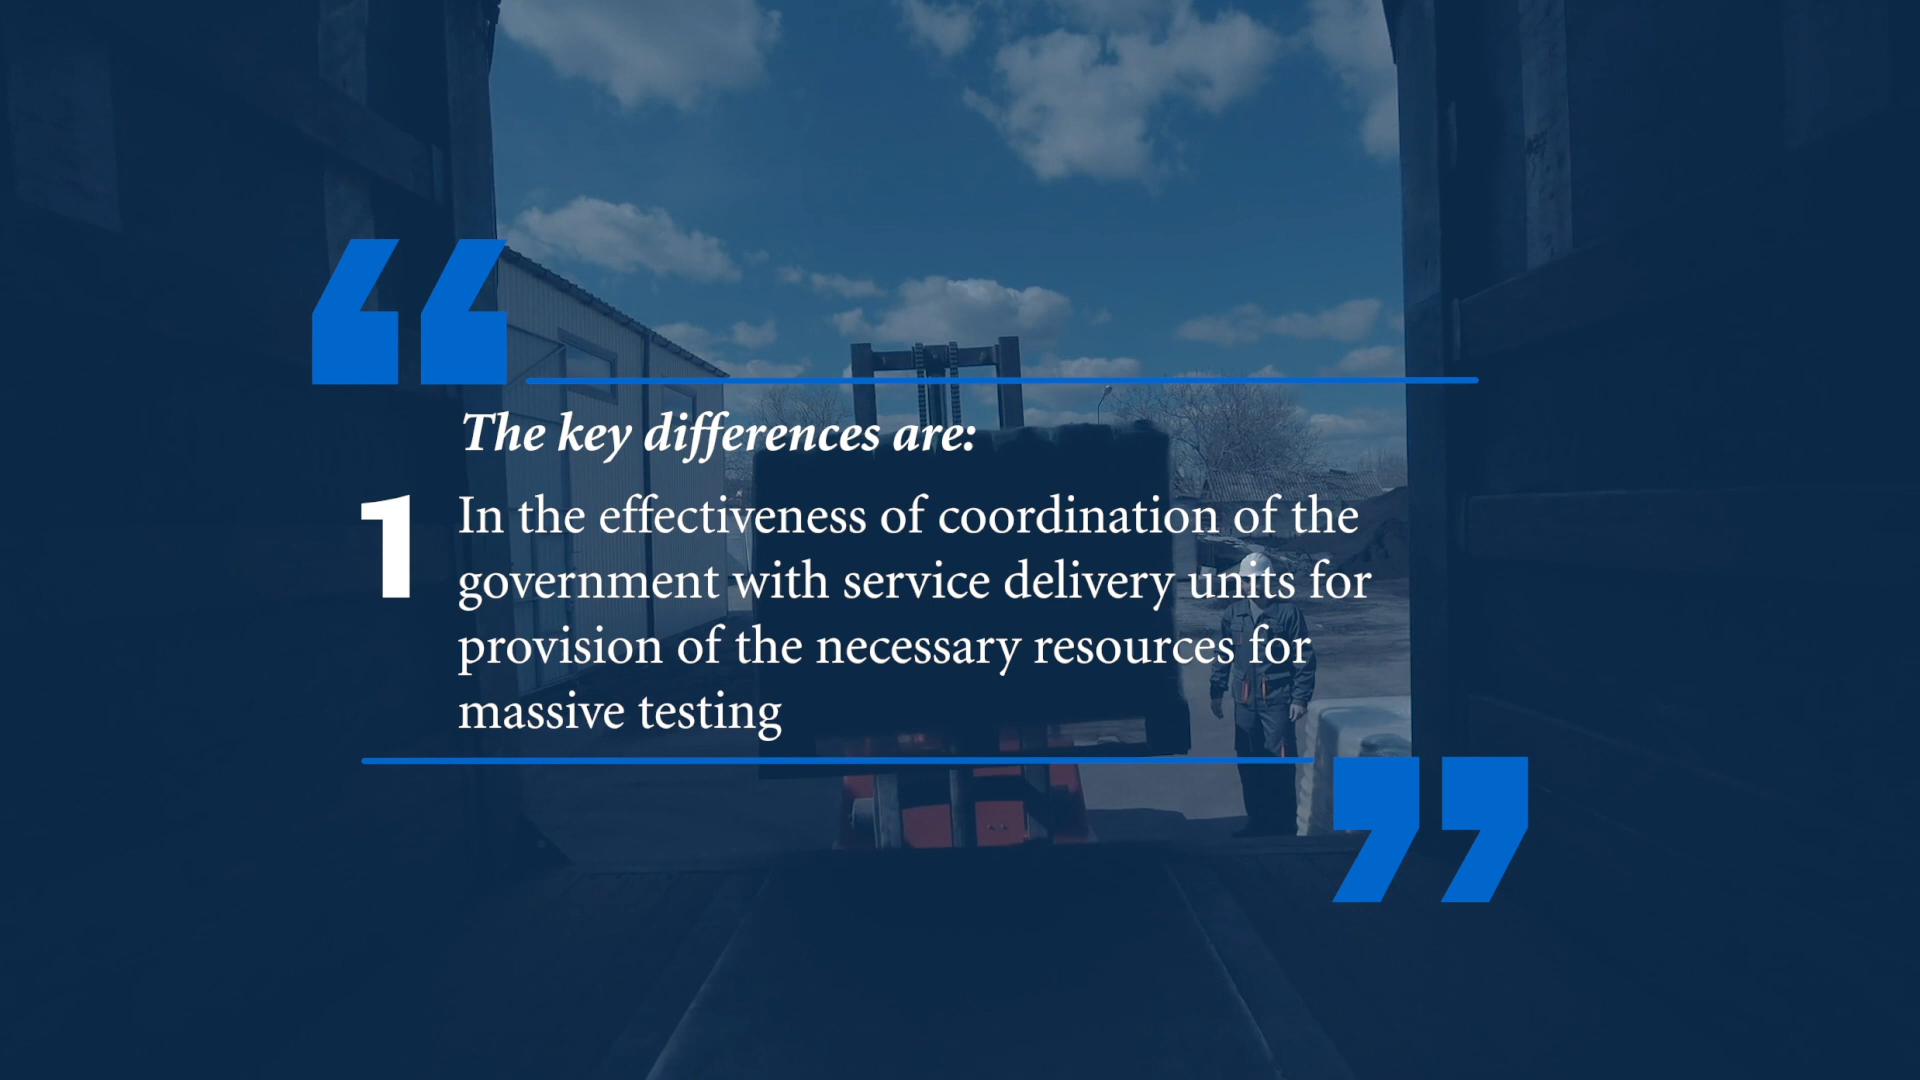 “
The key differences are:
1
In the effectiveness of coordination of the
government with service delivery units for
provision of the necessary resources for
massive testing
”